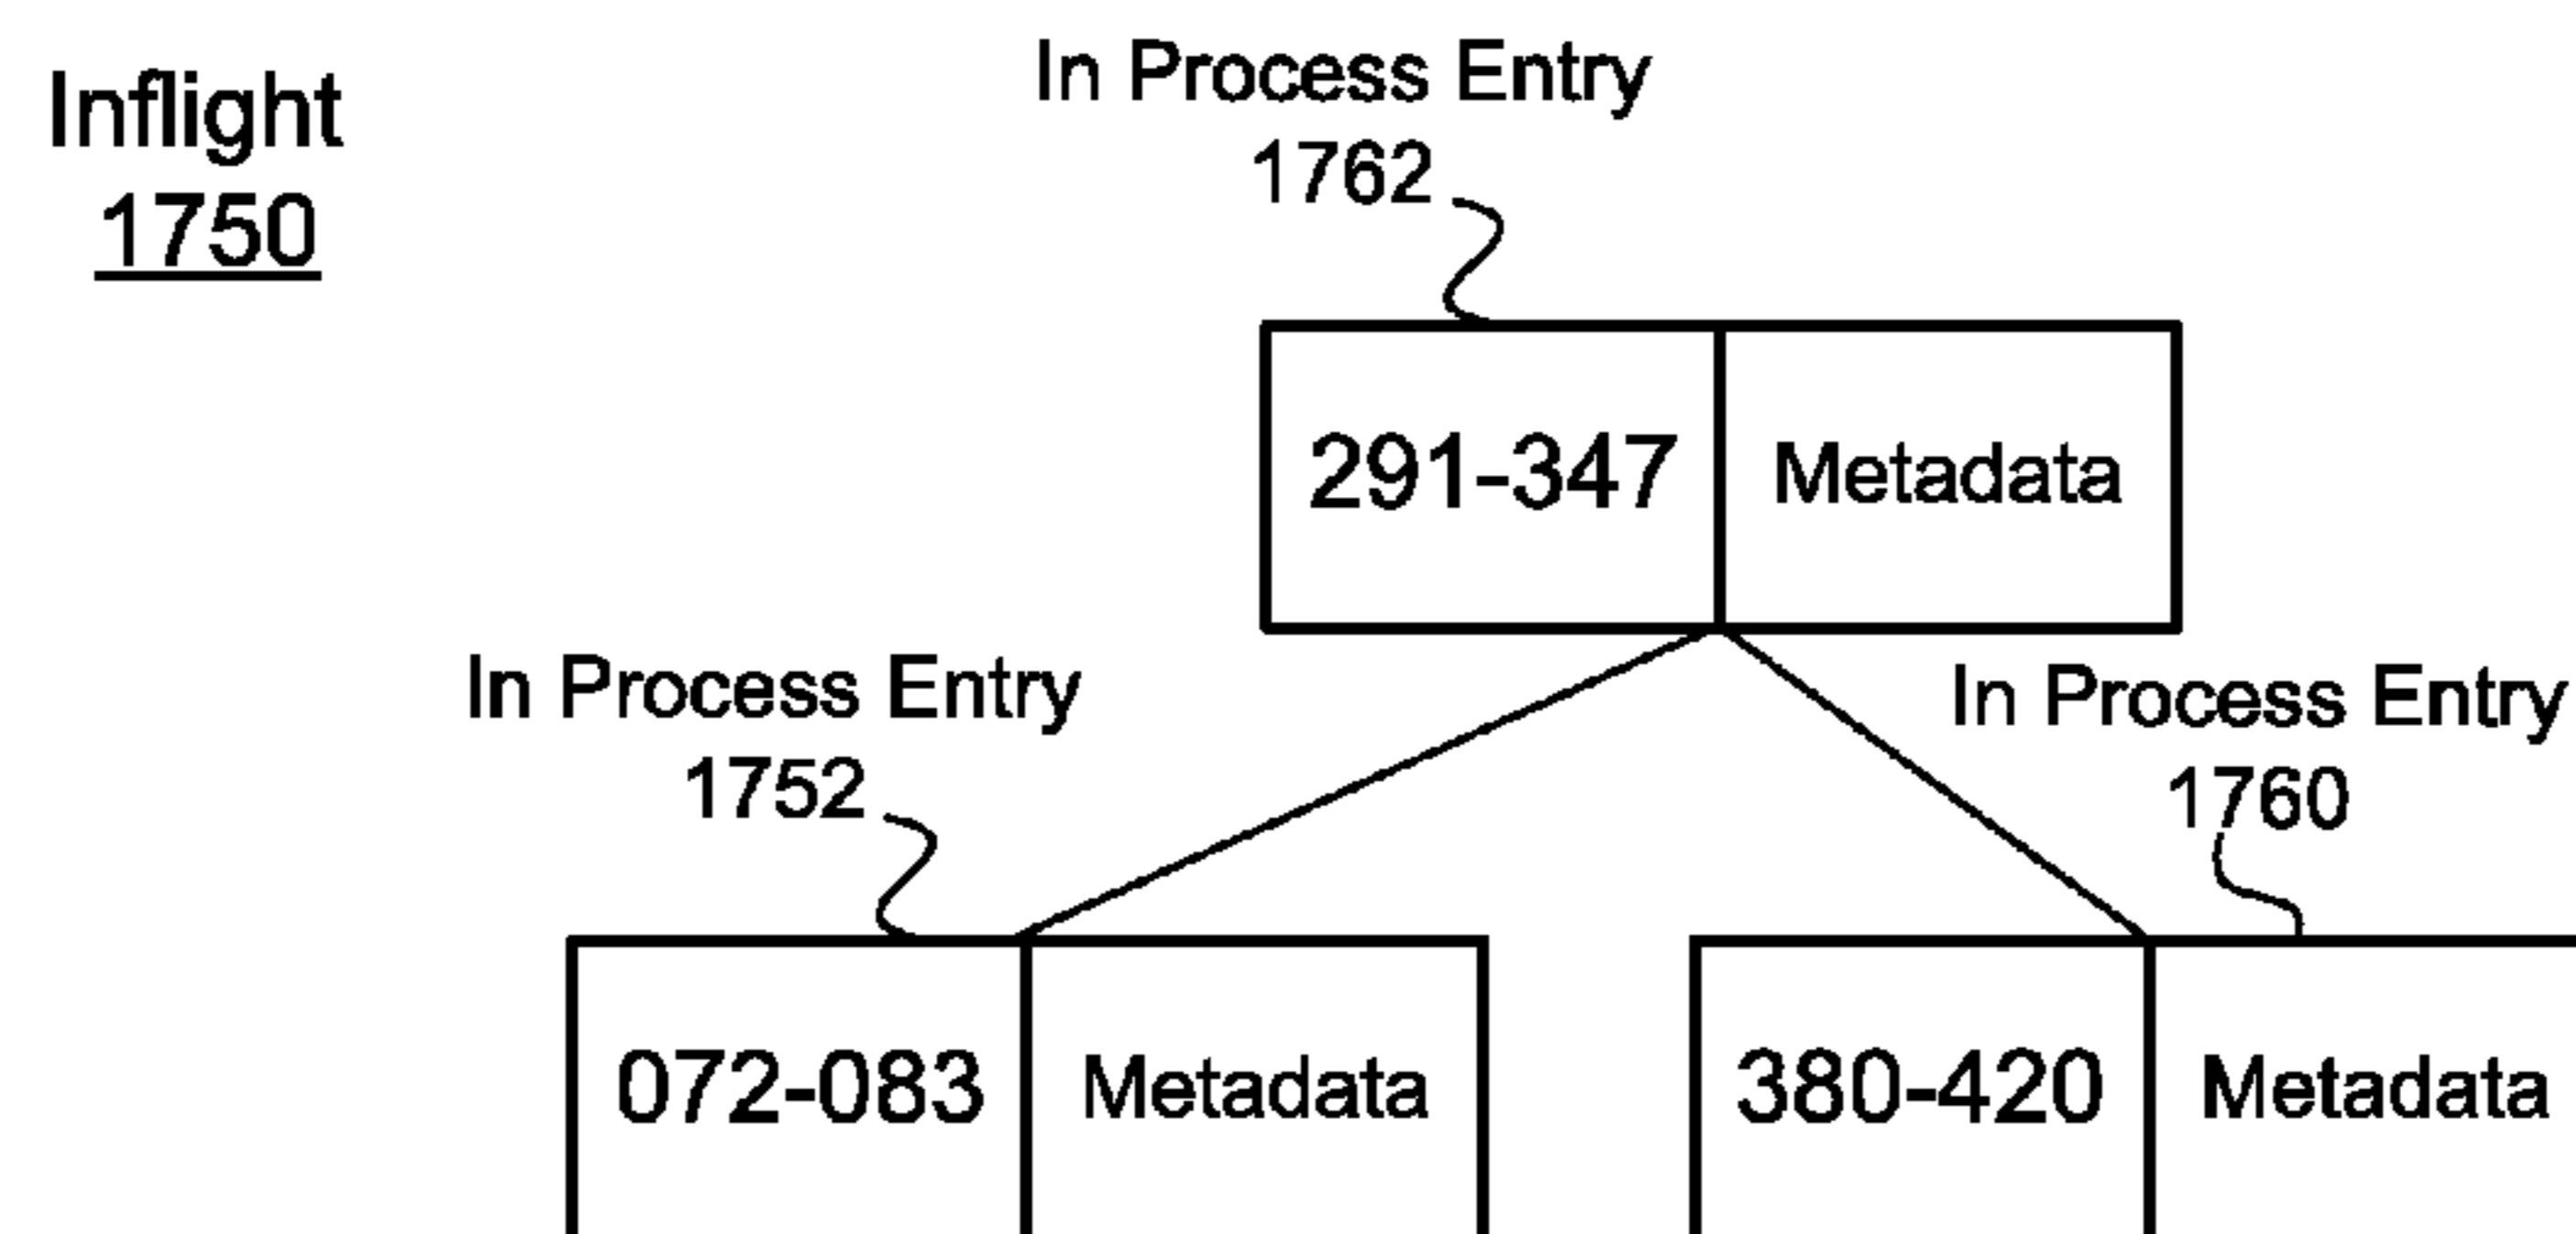 Inflight
1750
In Process Entry
1762
291-347 Metadata
In Process Entry
1752
In Process Entry
1760
072-083 Metadata
380-420 Metadata